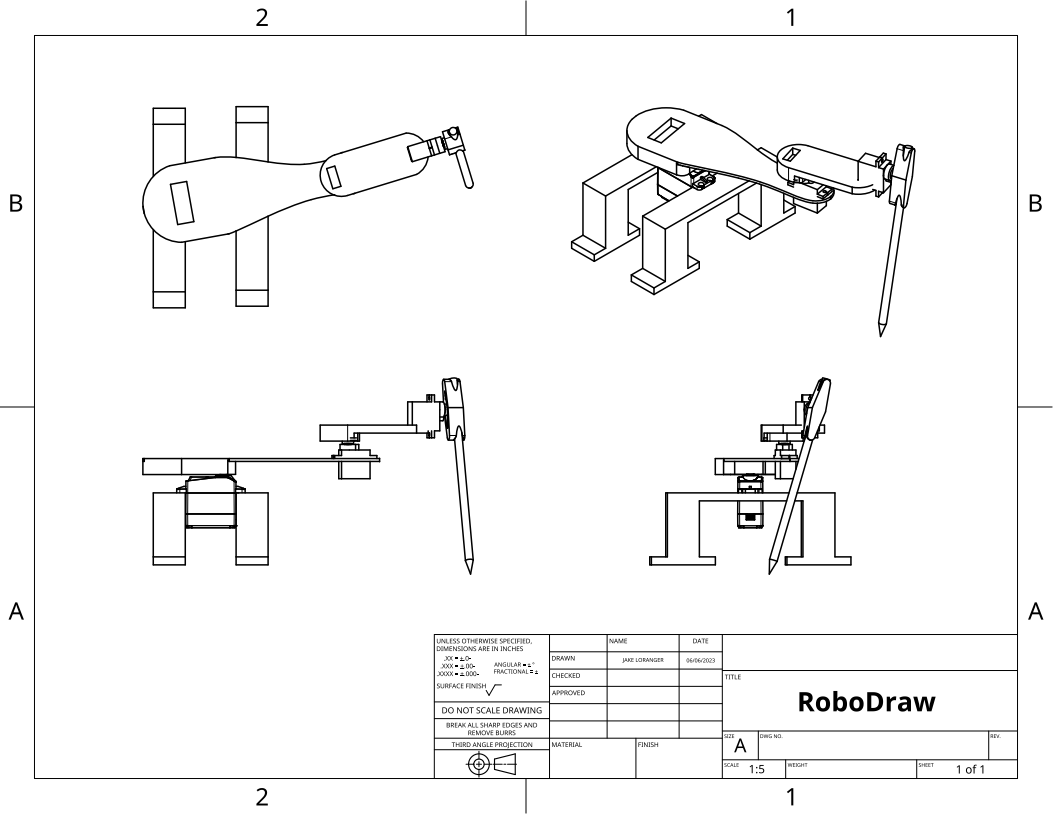 2 1
B B
A A
UNLESS OTHERWISE SPECIFIED,
DIMENSIONS ARE IN INCHES
.XX = ±.0-
.XXX = ±.00-
.XXXX = ±.000-
ANGULAR = ± °
FRACTIONAL = ±
SURFACE FINISH
DO NOT SCALE DRAWING
BREAK ALL SHARP EDGES AND
REMOVE BURRS
THIRD ANGLE PROJECTION
NAME DATE
DRAWN JAKE LORANGER 06/06/2023
CHECKED
APPROVED
MATERIAL FINISH
TITLE
RoboDraw
SIZE A DWG NO. REV.
SCALE 1:5 WEIGHT SHEET 1 of 1
2 1